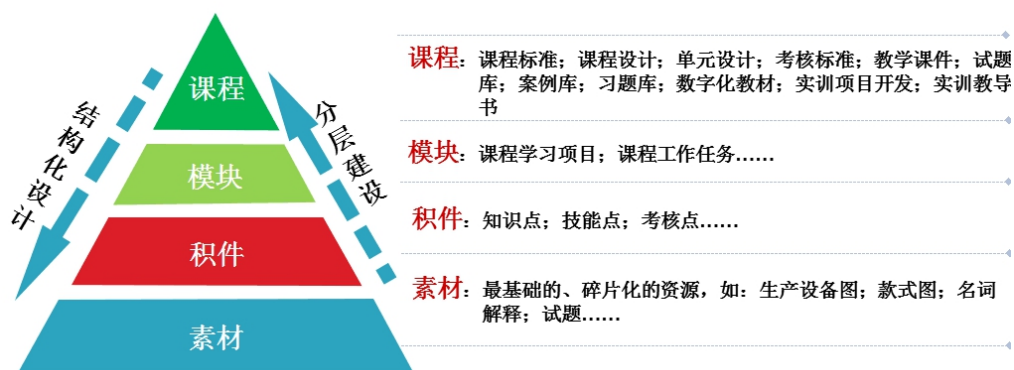 课程
模块
积件
素材
结构化设计
分层建设
课程：课程标准；课程设计；单元设计；考核标准；教学课件；试题
库；案例库；习题库；数字化教材；实训项目开发；实训教导
书
模块：课程学习项目；课程工作任务……
积件：知识点；技能点；考核点……
素材：最基础的、碎片化的资源，如：生产设备图；款式图；名词
解释；试题……